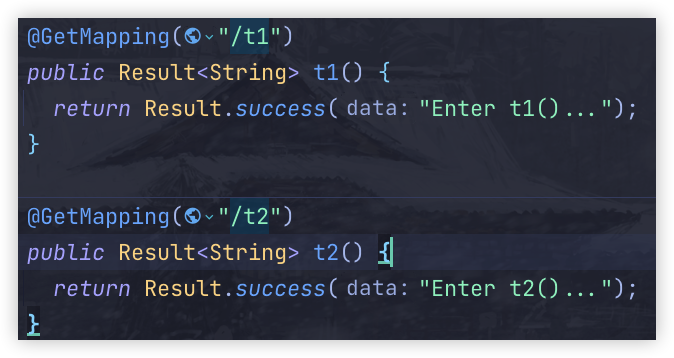 @GetMapping("/t1")
public Result<String> t1() {
  return Result.success( data: "Enter t1()...");
}
@GetMapping("/t2")
public Result<String> t2() {
  return Result.success( data: "Enter t2()...");
}